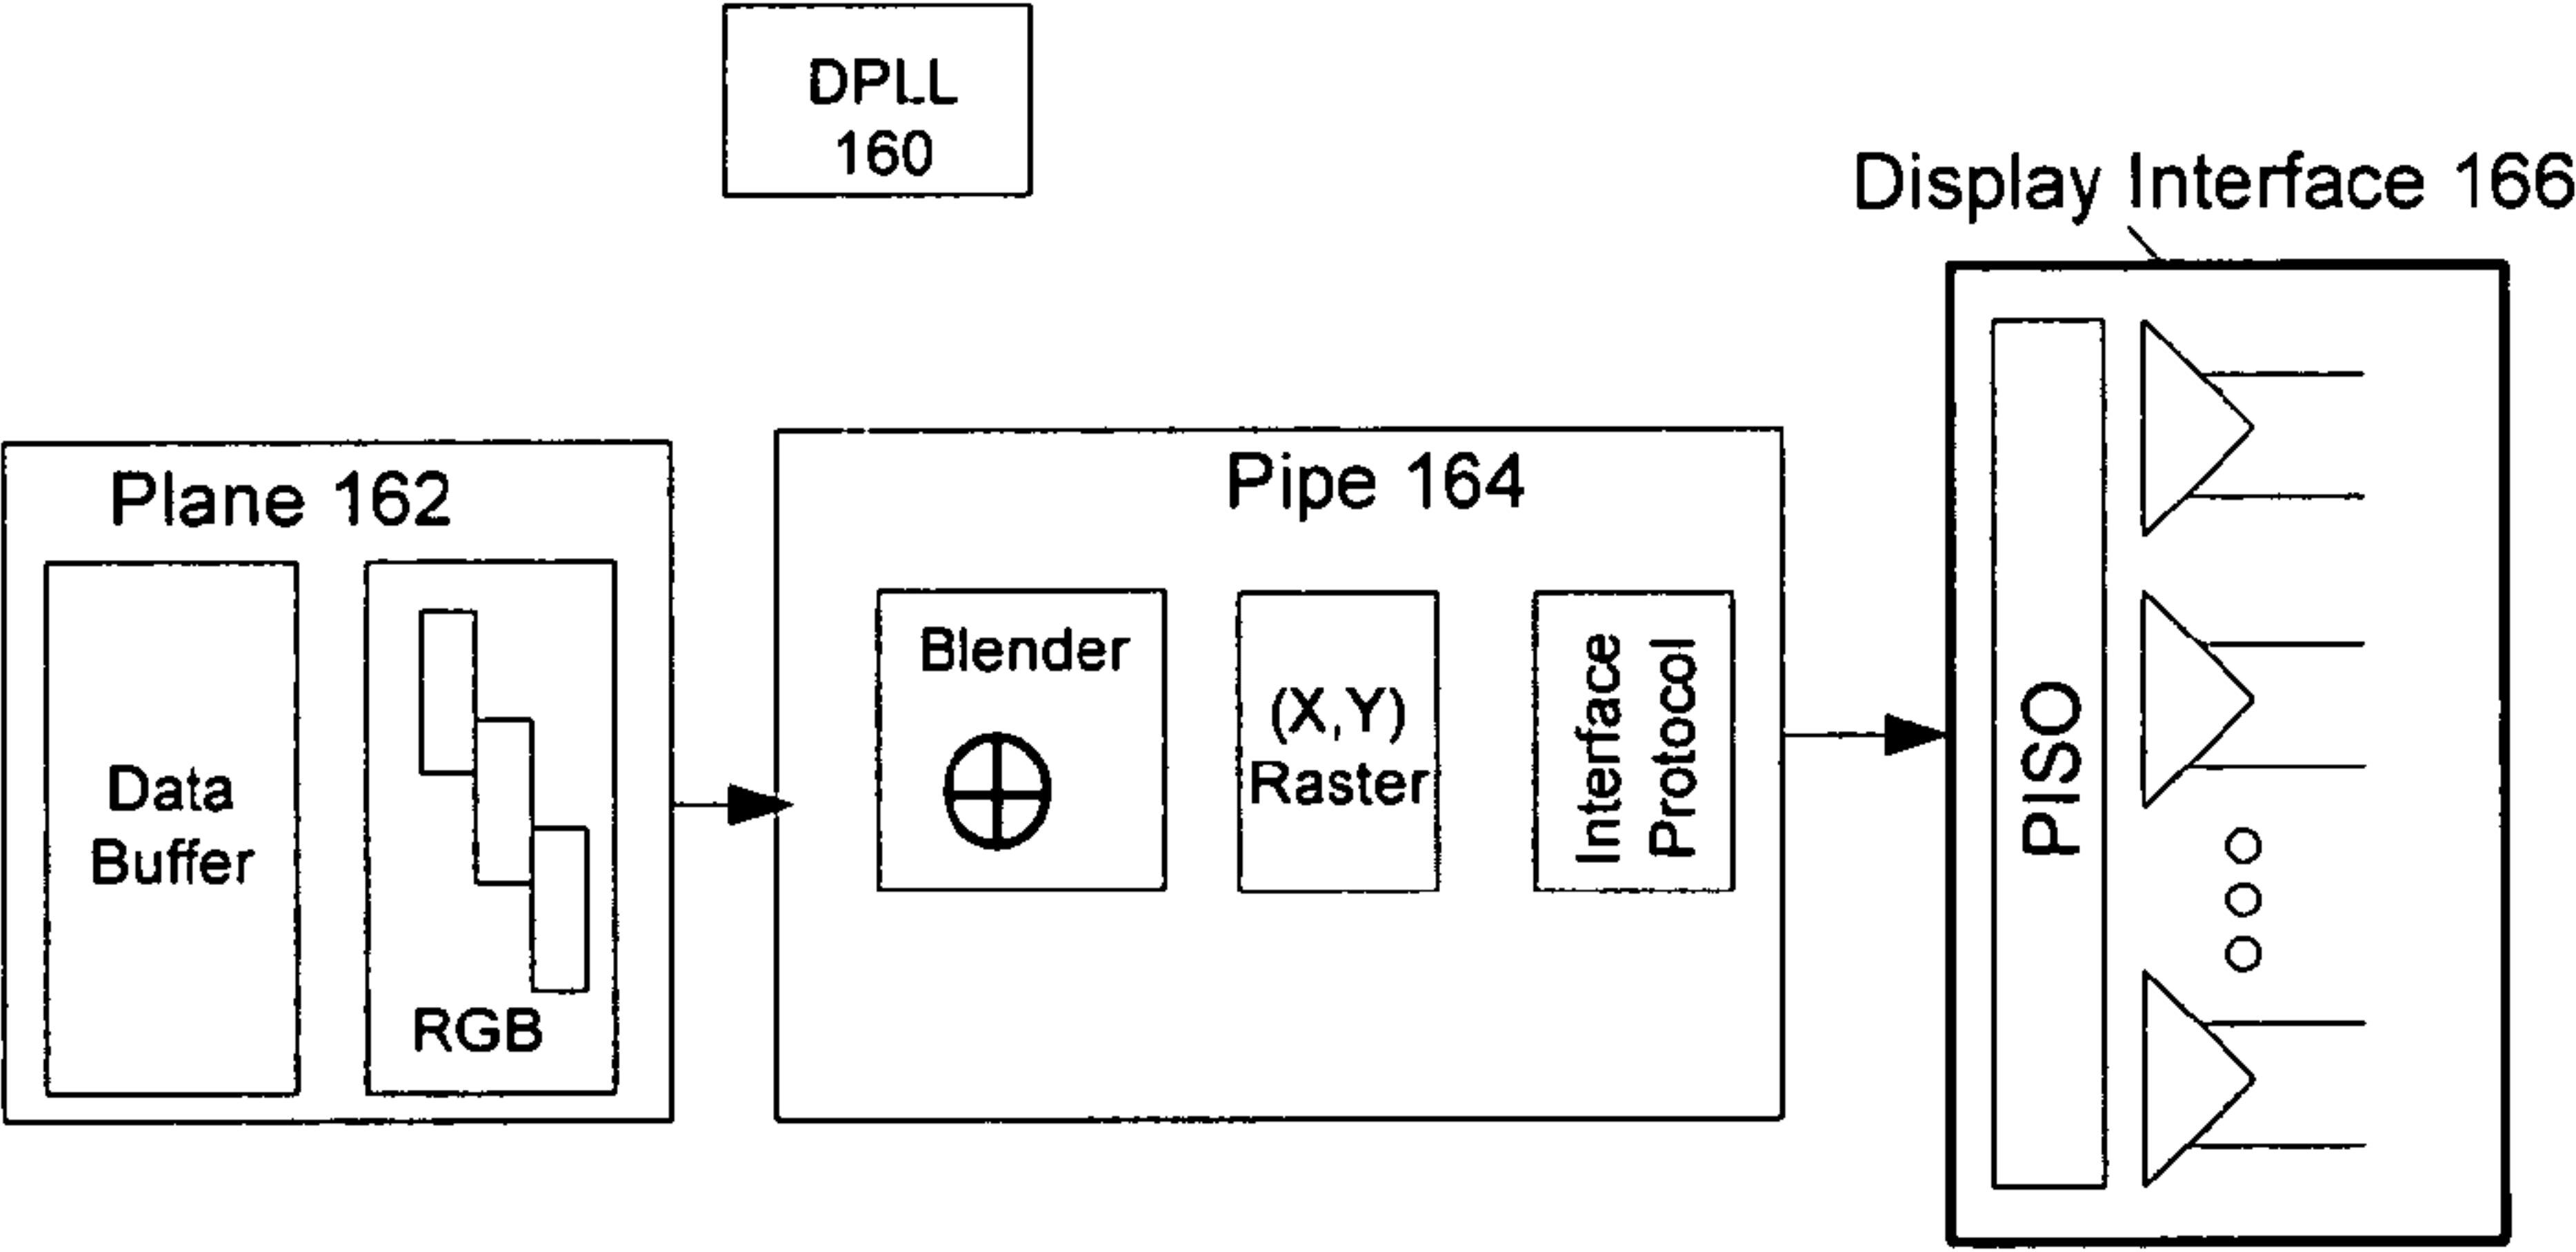 DPLL
160
Display Interface 166
Plane 162
Data
Buffer
RGB
Pipe 164
Blender
(X,Y)
Raster
Interface
Protocol
PISO